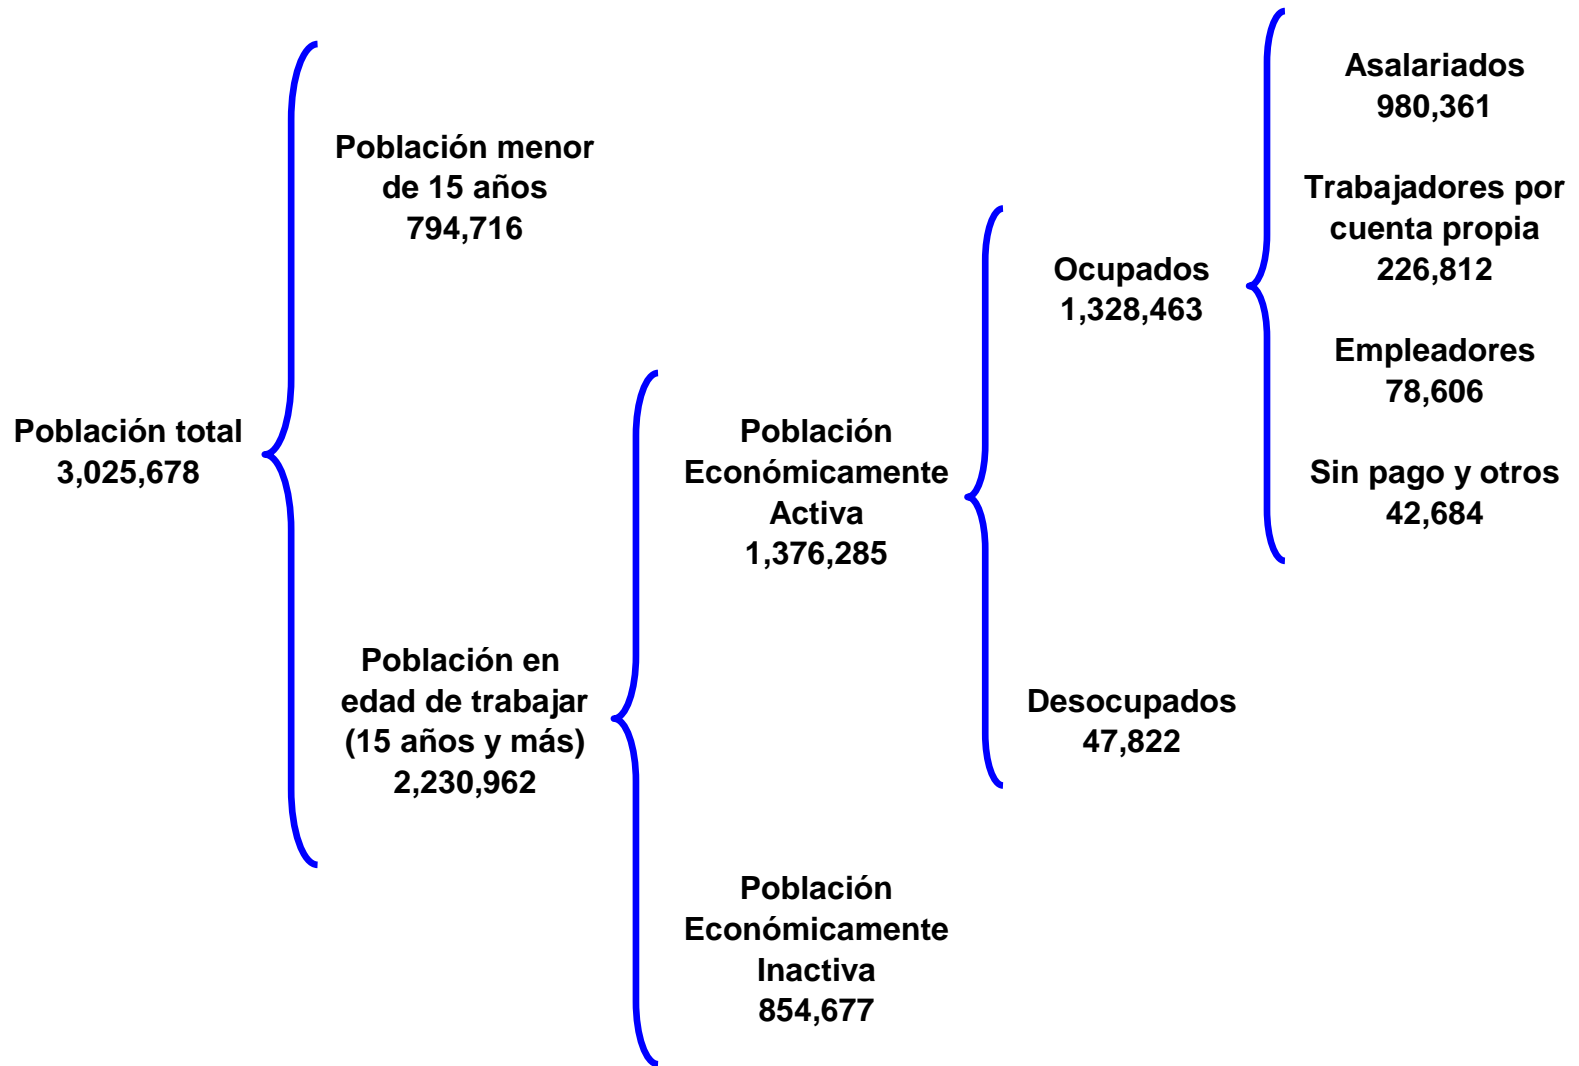 Población total
3,025,678
Población menor
de 15 años
794,716
Población en
edad de trabajar
(15 años y más)
2,230,962
Población
Económicamente
Activa
1,376,285
Población
Económicamente
Inactiva
854,677
Ocupados
1,328,463
Desocupados
47,822
Asalariados
980,361
Trabajadores por
cuenta propia
226,812
Empleadores
78,606
Sin pago y otros
42,684